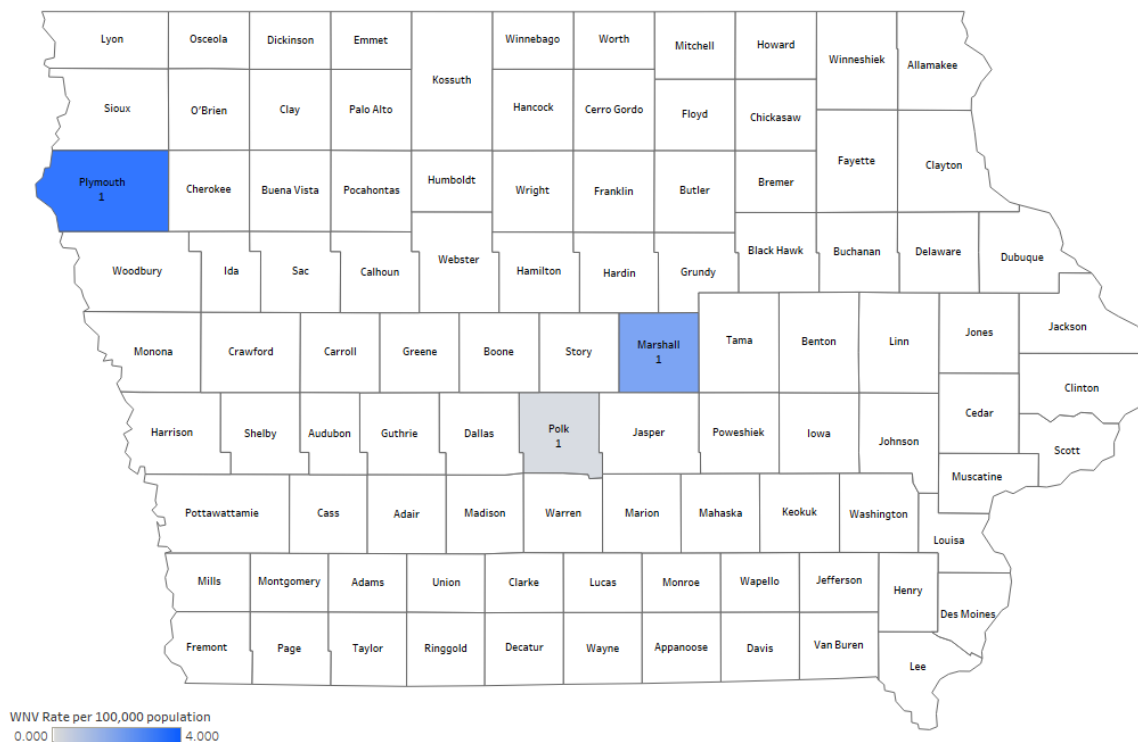 Lyon
Osceola
Dickinson
Emmet
Winnebago
Worth
Mitchell
Howard
Winneshiek
Allamakee
Kossuth
Sioux
O'Brien
Clay
Palo Alto
Hancock
Cerro Gordo
Floyd
Chickasaw
Fayette
Clayton
Plymouth
1
Cherokee
Buena Vista
Pocahontas
Humboldt
Wright
Franklin
Butler
Bremer
Woodbury
Ida
Sac
Calhoun
Webster
Hamilton
Hardin
Grundy
Black Hawk
Buchanan
Delaware
Dubuque
Monona
Crawford
Carroll
Greene
Boone
Story
Marshall
1
Tama
Benton
Linn
Jones
Jackson
Clinton
Harrison
Shelby
Audubon
Guthrie
Dallas
Polk
1
Jasper
Poweshiek
Iowa
Johnson
Cedar
Scott
Muscatine
Pottawattamie
Cass
Adair
Madison
Warren
Marion
Mahaska
Keokuk
Washington
Louisa
Mills
Montgomery
Adams
Union
Clarke
Lucas
Monroe
Wapello
Jefferson
Henry
Des Moines
Fremont
Page
Taylor
Ringgold
Decatur
Wayne
Appanoose
Davis
Van Buren
Lee
WNV Rate per 100,000 population
0.000 4.000